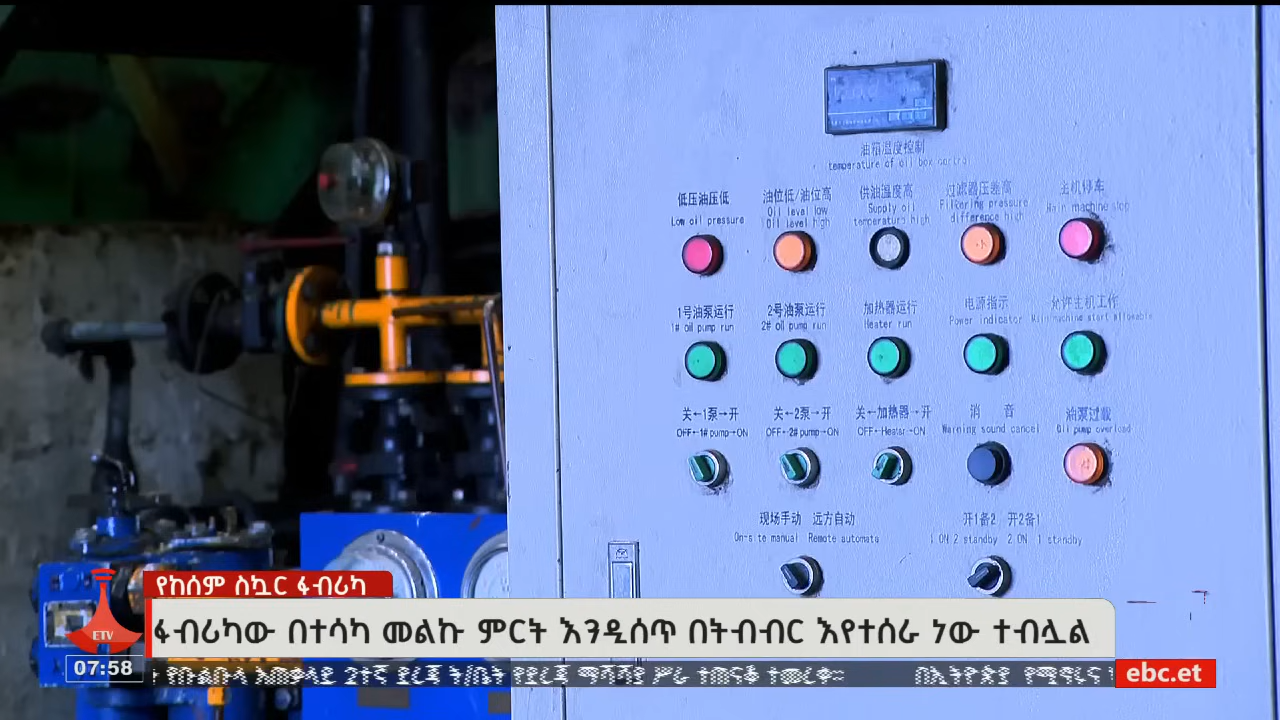 油箱温度控制
temperature of oil box control
低压油压低 油位低/油位高 供油温度高 过滤器压差高 主机停车
Low oil pressure Oil level low Oil level high Supply oil temperature high Filtering pressure difference high Main machine stop
1号油泵运行 2号油泵运行 加热器运行 电源指示 允许主机工作
1# oil pump run 2# oil pump run Heater run Power indicator Main machine start allowable
关←1泵→开 关←2泵→开 关←加热器→开 消 音 油泵过载
OFF←1# pump→ON OFF←2# pump→ON OFF←Heater→ON Warning sound cancel Oil pump overload
现场手动 远方自动 开1备2 开2备1
On-site manual Remote automate 1 ON 2 standby 2 ON 1 standby
የከሰም ስኳር ፋብሪካ
ፋብሪካው በተሳካ መልኩ ምርት እንዲሰጥ በትብብር እየተሰራ ነው ተብሏል
ETV
07:58
ebc.et